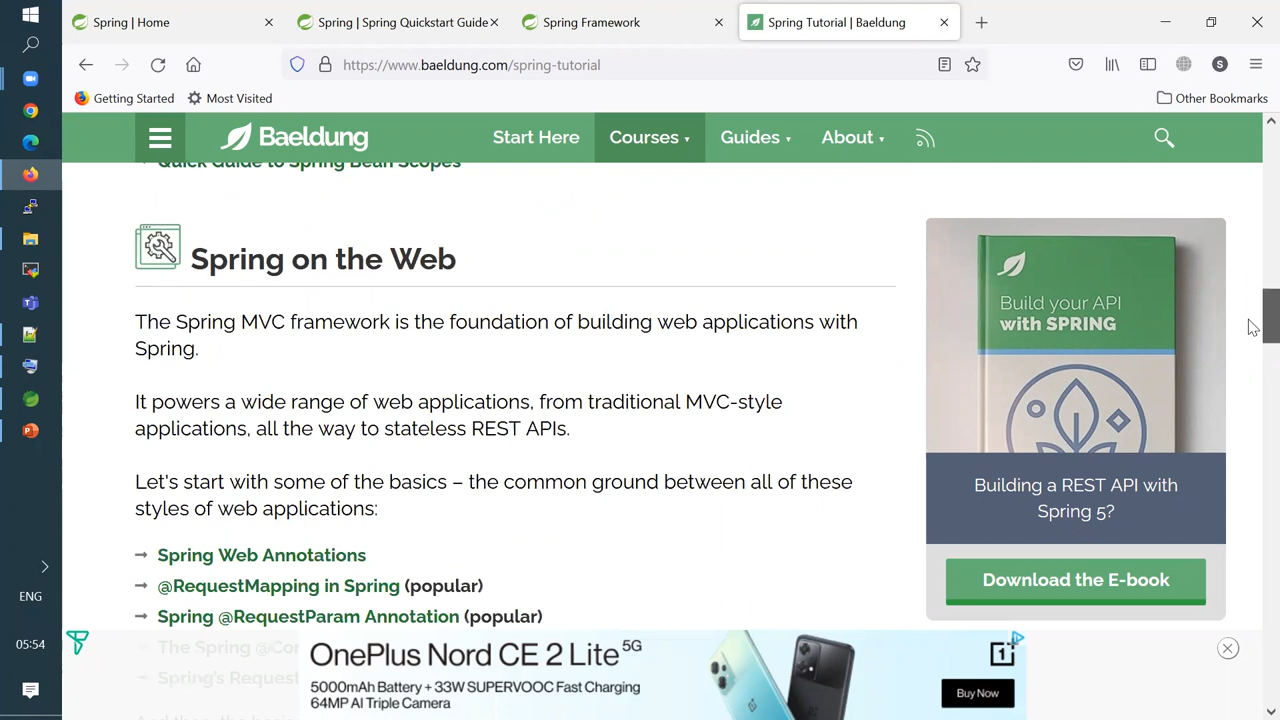 Spring | Home
Spring | Spring Quickstart Guide
Spring Framework
Spring Tutorial | Baeldung
https://www.baeldung.com/spring-tutorial
S
Getting Started
Most Visited
Other Bookmarks
Baeldung
Start Here
Courses
Guides
About
Quick Guide to Spring Bean Scopes
Spring on the Web
The Spring MVC framework is the foundation of building web applications with
Spring.
It powers a wide range of web applications, from traditional MVC-style
applications, all the way to stateless REST APIs.
Let's start with some of the basics – the common ground between all of these
styles of web applications:
→ Spring Web Annotations
→ @RequestMapping in Spring (popular)
→ Spring @RequestParam Annotation (popular)
→ The Spring @Con
→ Spring's Request
Build your API
with SPRING
Building a REST API with
Spring 5?
Download the E-book
OnePlus Nord CE 2 Lite 5G
5000mAh Battery + 33W SUPERVOOC Fast Charging
64MP AI Triple Camera
Buy Now
ENG
05:54